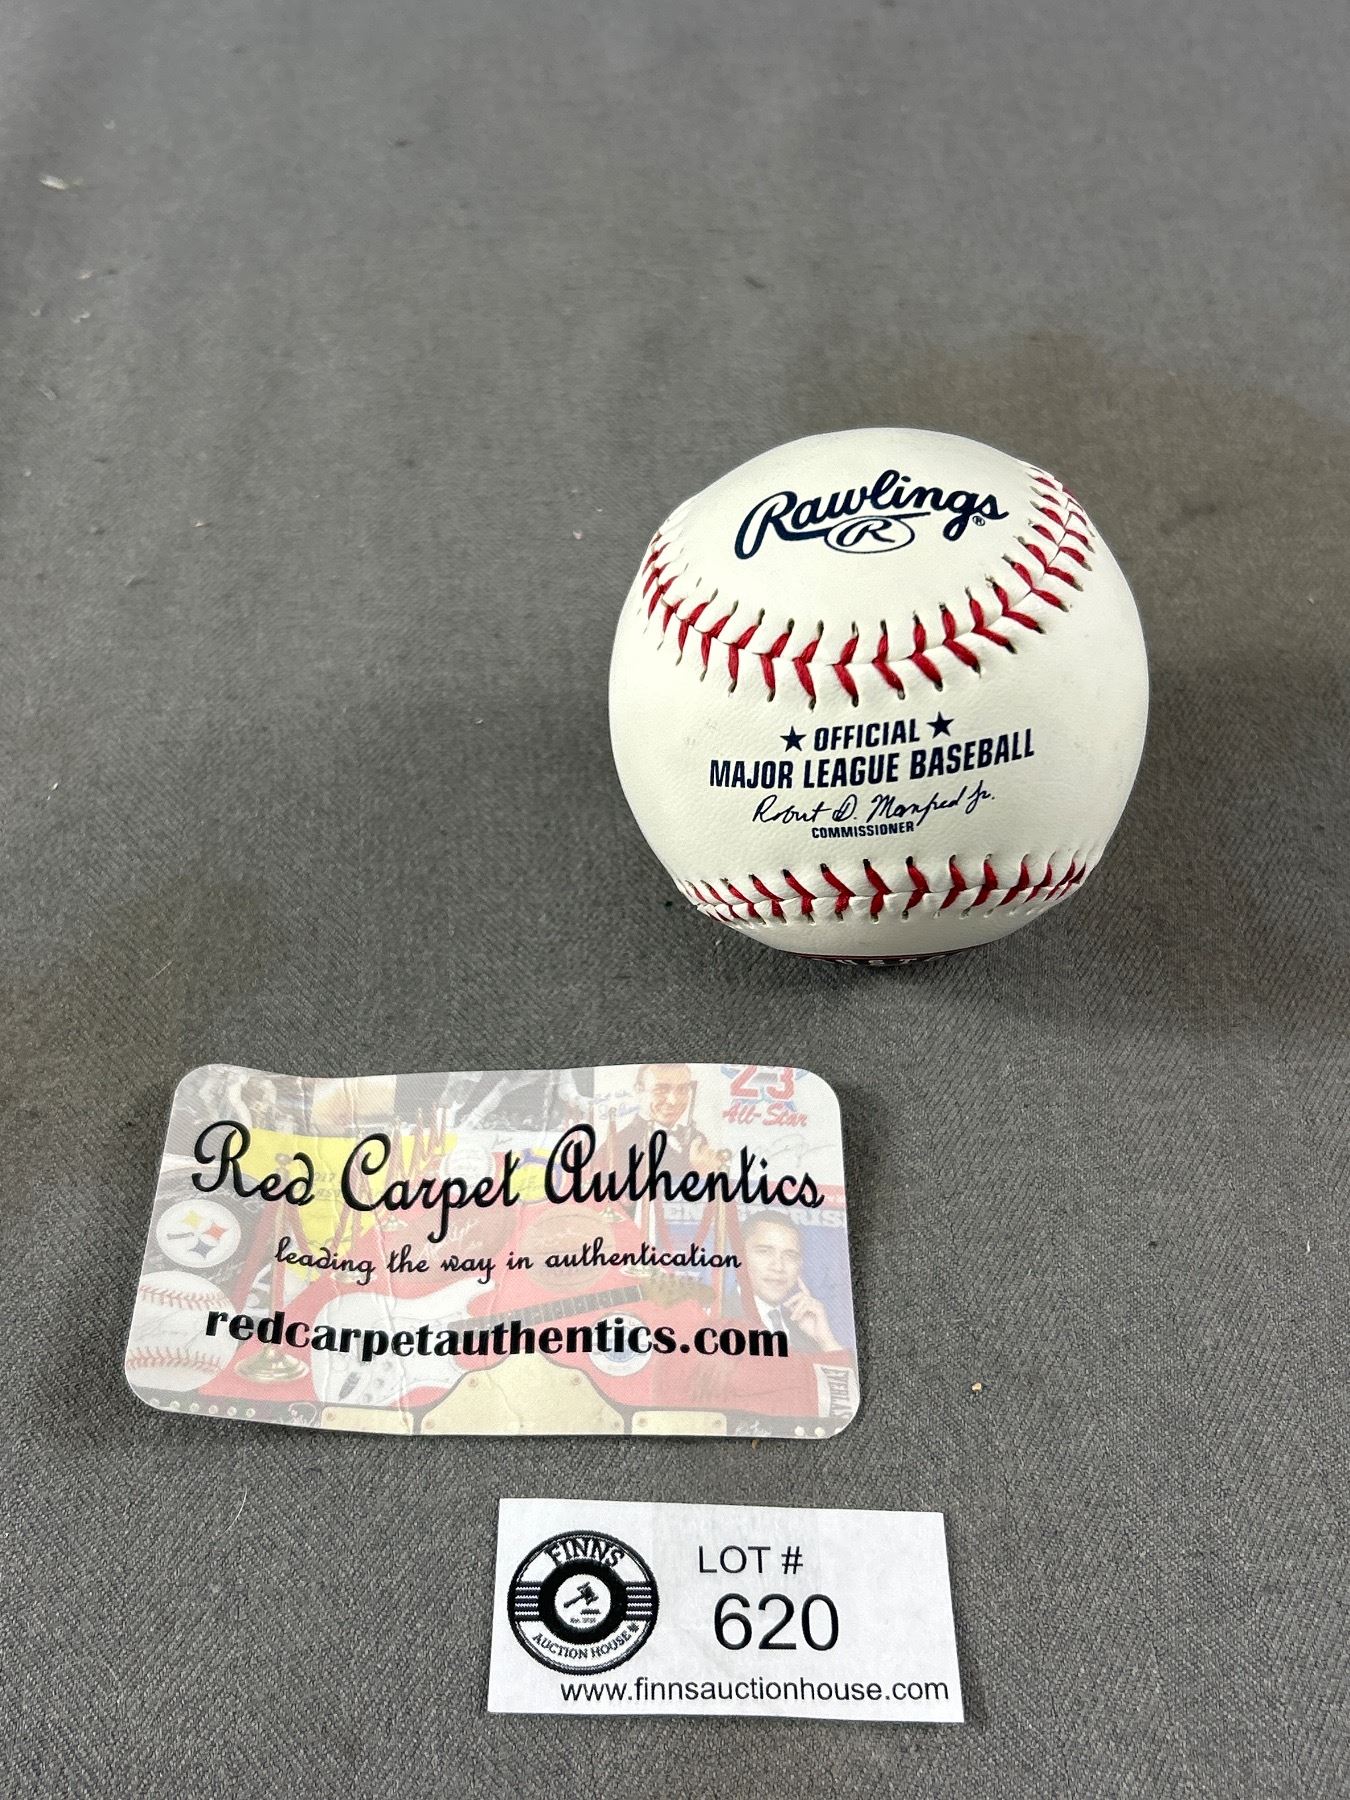 Rawlings
R
®
★ OFFICIAL ★
MAJOR LEAGUE BASEBALL
Robert D. Manfred Jr.
COMMISSIONER
23
All-Star
Red Carpet Authentics
leading the way in authentication
redcarpetauthentics.com
FINNS
AUCTION HOUSE
LOT #
620
www.finnsauctionhouse.com